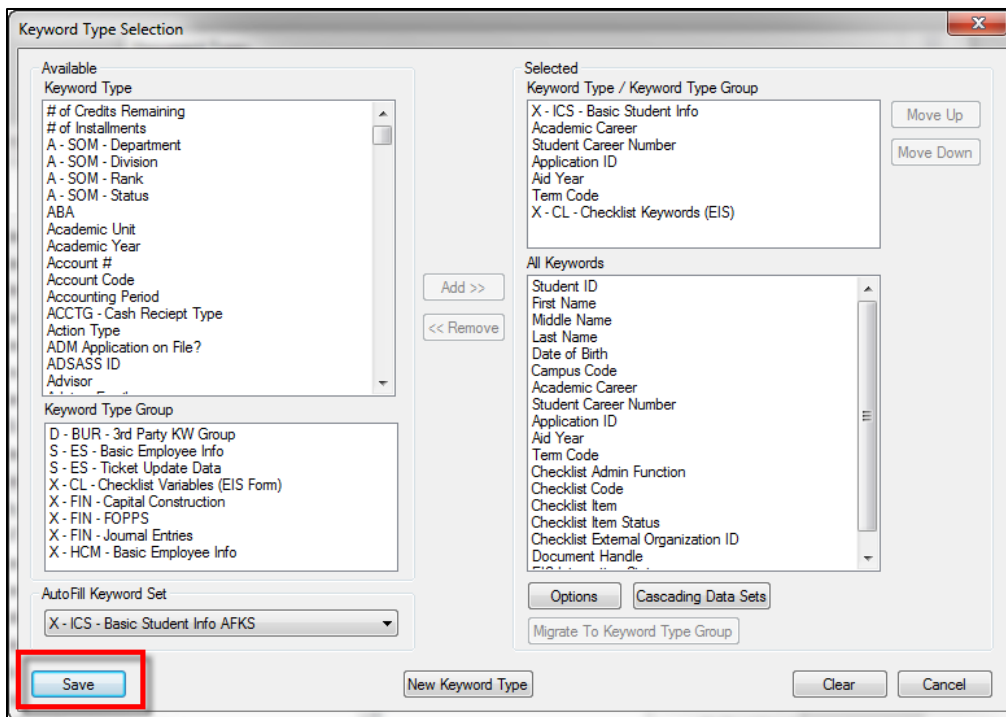 Keyword Type Selection
Available
Keyword Type
# of Credits Remaining
# of Installments
A - SOM - Department
A - SOM - Division
A - SOM - Rank
A - SOM - Status
ABA
Academic Unit
Academic Year
Account #
Account Code
Accounting Period
ACCTG - Cash Reciept Type
Action Type
ADM Application on File?
ADSASS ID
Advisor
Keyword Type Group
D - BUR - 3rd Party KW Group
S - ES - Basic Employee Info
S - ES - Ticket Update Data
X - CL - Checklist Variables (EIS Form)
X - FIN - Capital Construction
X - FIN - FOPPS
X - FIN - Journal Entries
X - HCM - Basic Employee Info
AutoFill Keyword Set
X - ICS - Basic Student Info AFKS
Add >>
<< Remove
Selected
Keyword Type / Keyword Type Group
X - ICS - Basic Student Info
Academic Career
Student Career Number
Application ID
Aid Year
Term Code
X - CL - Checklist Keywords (EIS)
Move Up
Move Down
All Keywords
Student ID
First Name
Middle Name
Last Name
Date of Birth
Campus Code
Academic Career
Student Career Number
Application ID
Aid Year
Term Code
Checklist Admin Function
Checklist Code
Checklist Item
Checklist Item Status
Checklist External Organization ID
Document Handle
Options
Cascading Data Sets
Migrate To Keyword Type Group
Save
New Keyword Type
Clear
Cancel